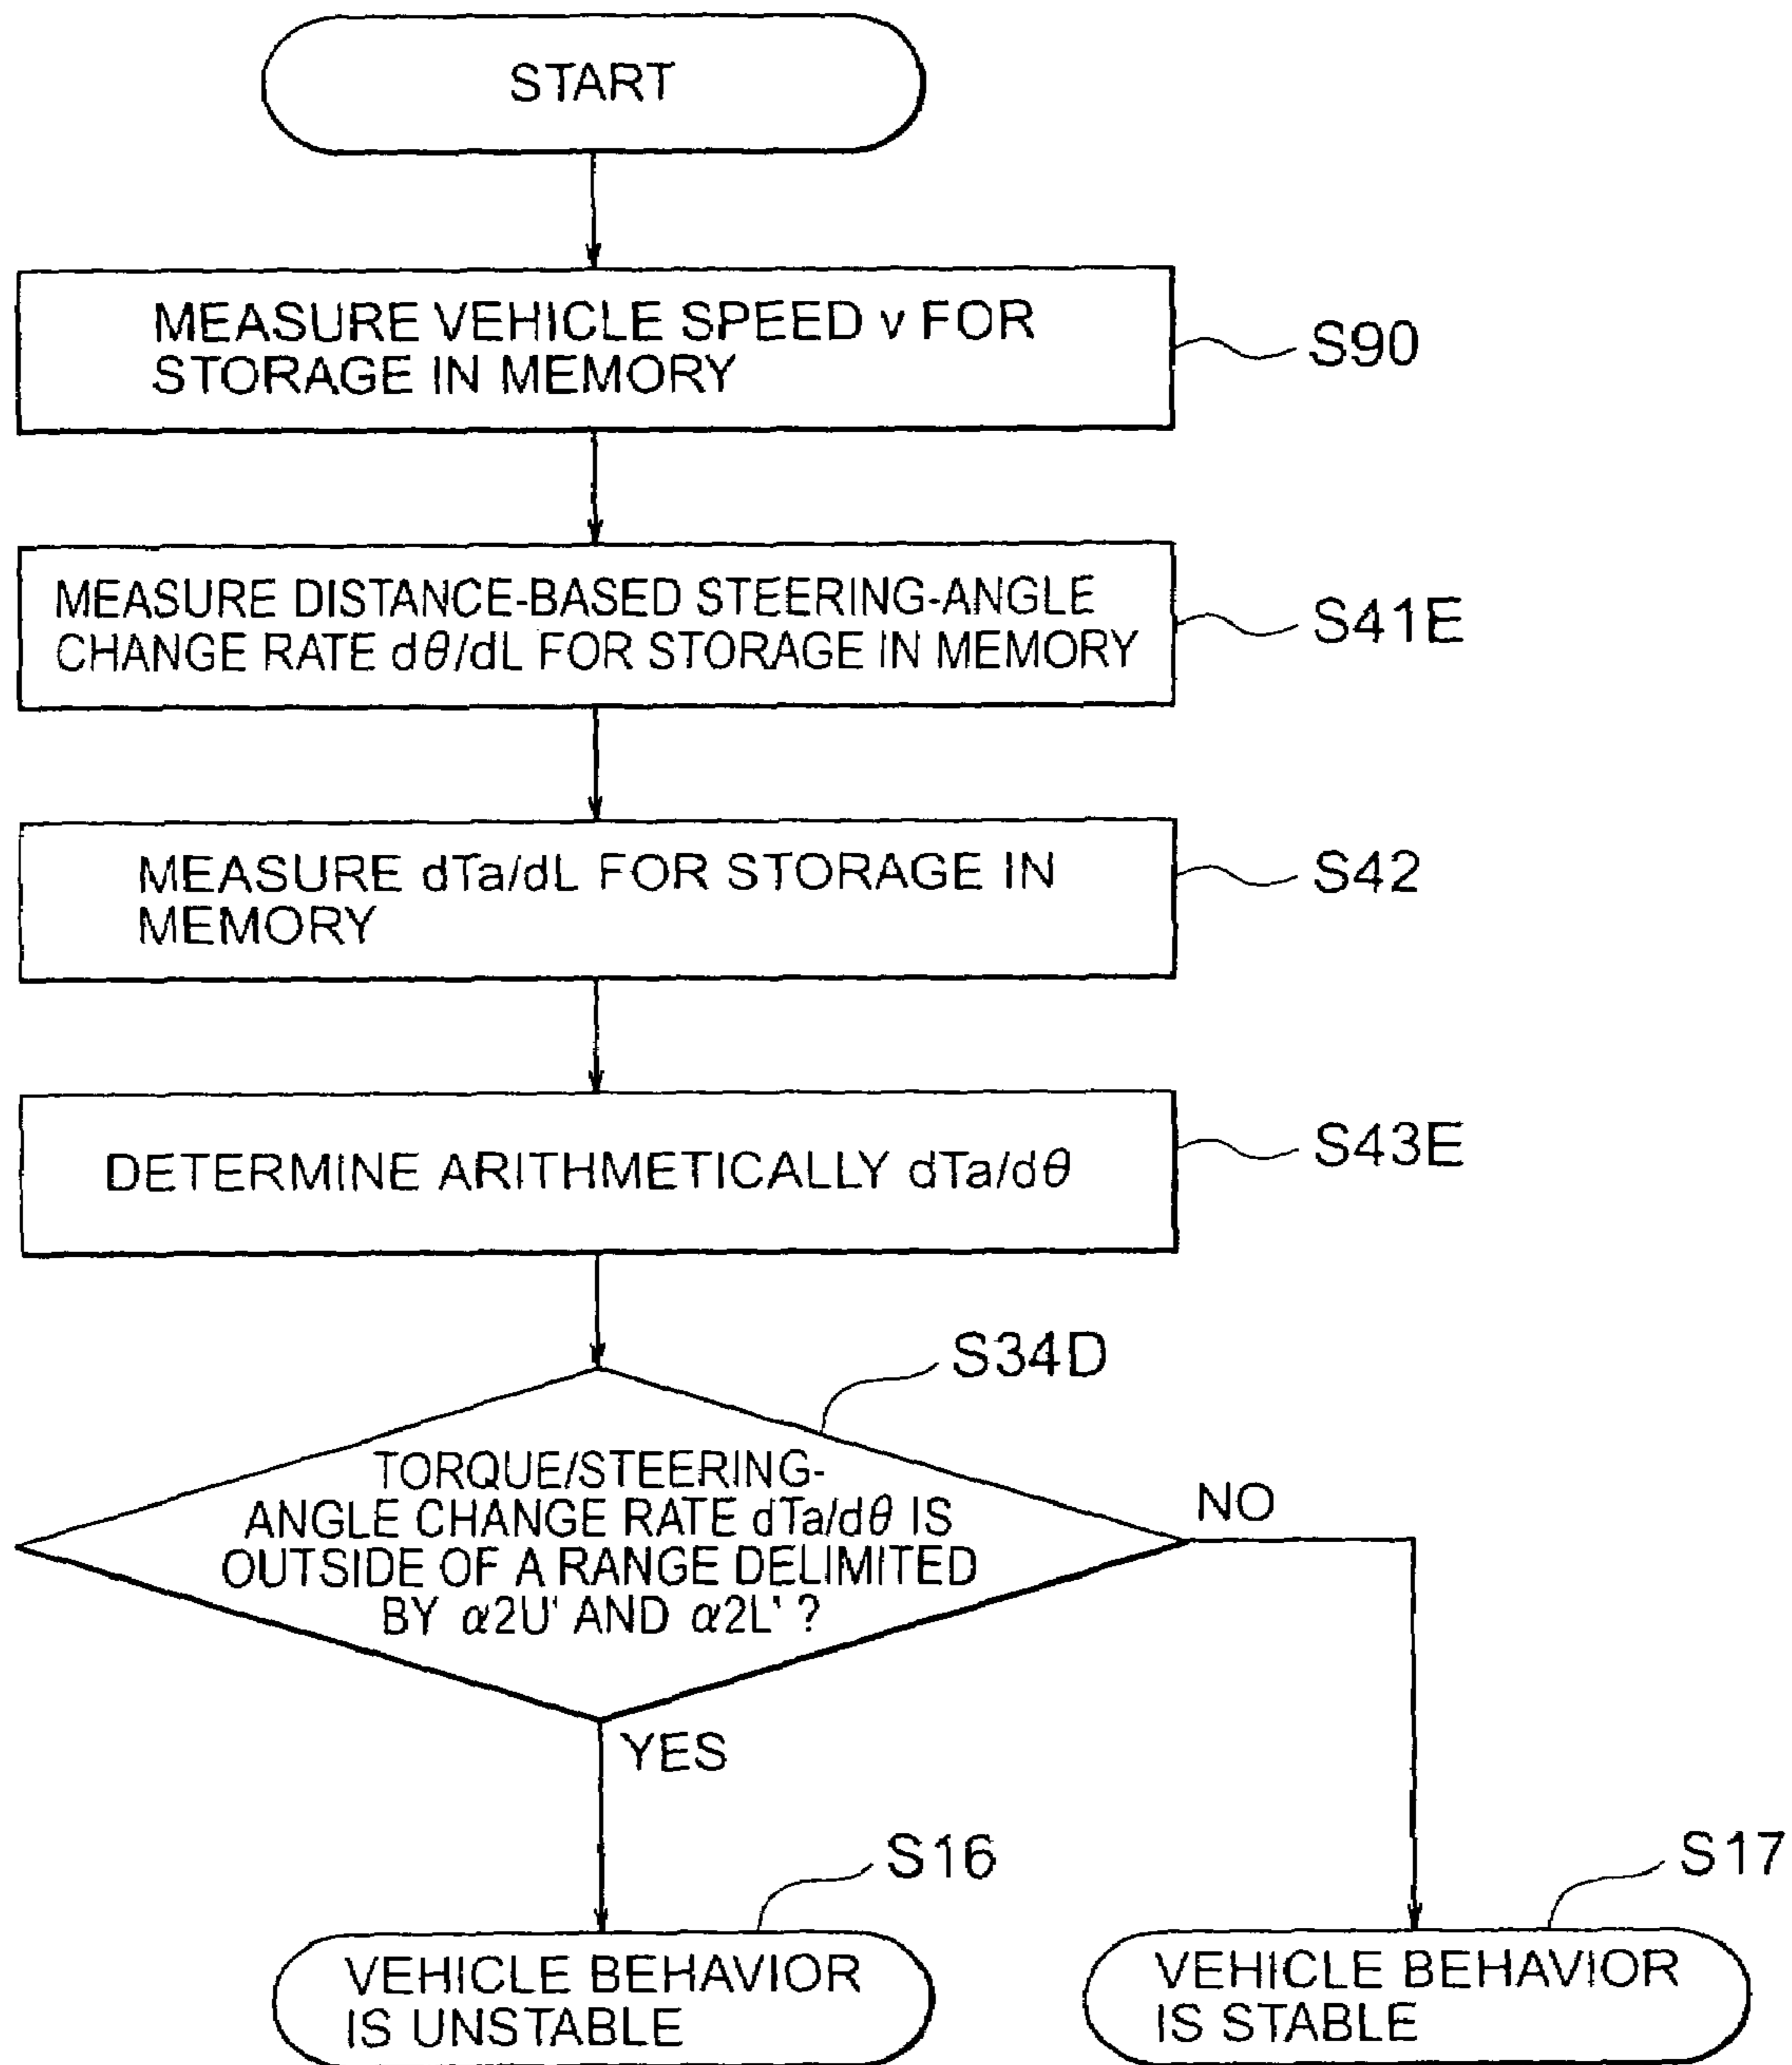 START
MEASURE VEHICLE SPEED v FOR
STORAGE IN MEMORY
S90
MEASURE DISTANCE-BASED STEERING-ANGLE
CHANGE RATE dθ/dL FOR STORAGE IN MEMORY
S41E
MEASURE dTa/dL FOR STORAGE IN
MEMORY
S42
DETERMINE ARITHMETICALLY dTa/dθ
S43E
S34D
TORQUE/STEERING-
ANGLE CHANGE RATE dTa/dθ IS
OUTSIDE OF A RANGE DELIMITED
BY α2U' AND α2L' ?
NO
YES
S16
S17
VEHICLE BEHAVIOR
IS UNSTABLE
VEHICLE BEHAVIOR
IS STABLE